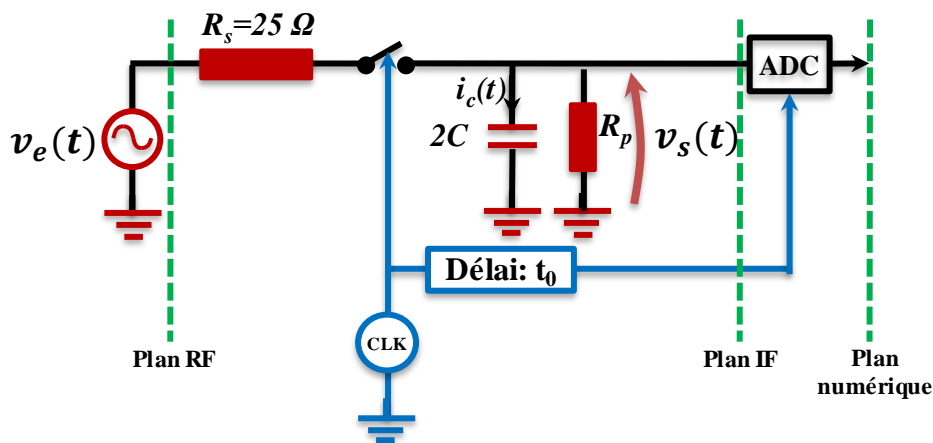 R_s=25 Ω
ADC
i_c(t)
v_e(t)
2C
R_p
v_s(t)
Délai: t_0
CLK
Plan RF
Plan IF
Plan
numérique